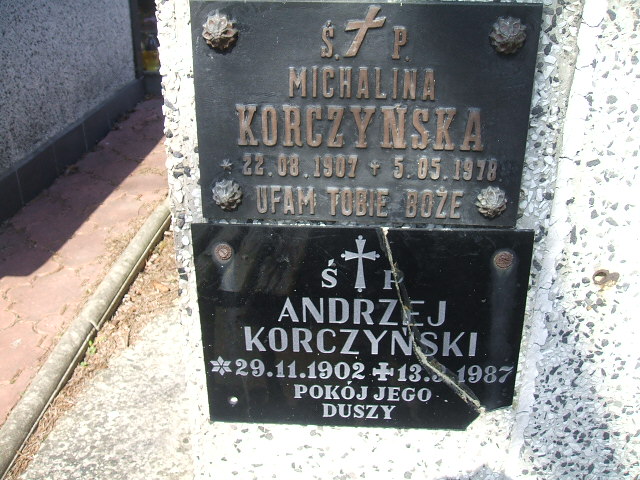 Ś. P.
MICHALINA
KORCZYŃSKA
22.08.1907 + 5.05.1978
UFAM TOBIE BOŻE
Ś P
ANDRZEJ
KORCZYŃSKI
29.11.1902 1987
POKÓJ JEGO
DUSZY